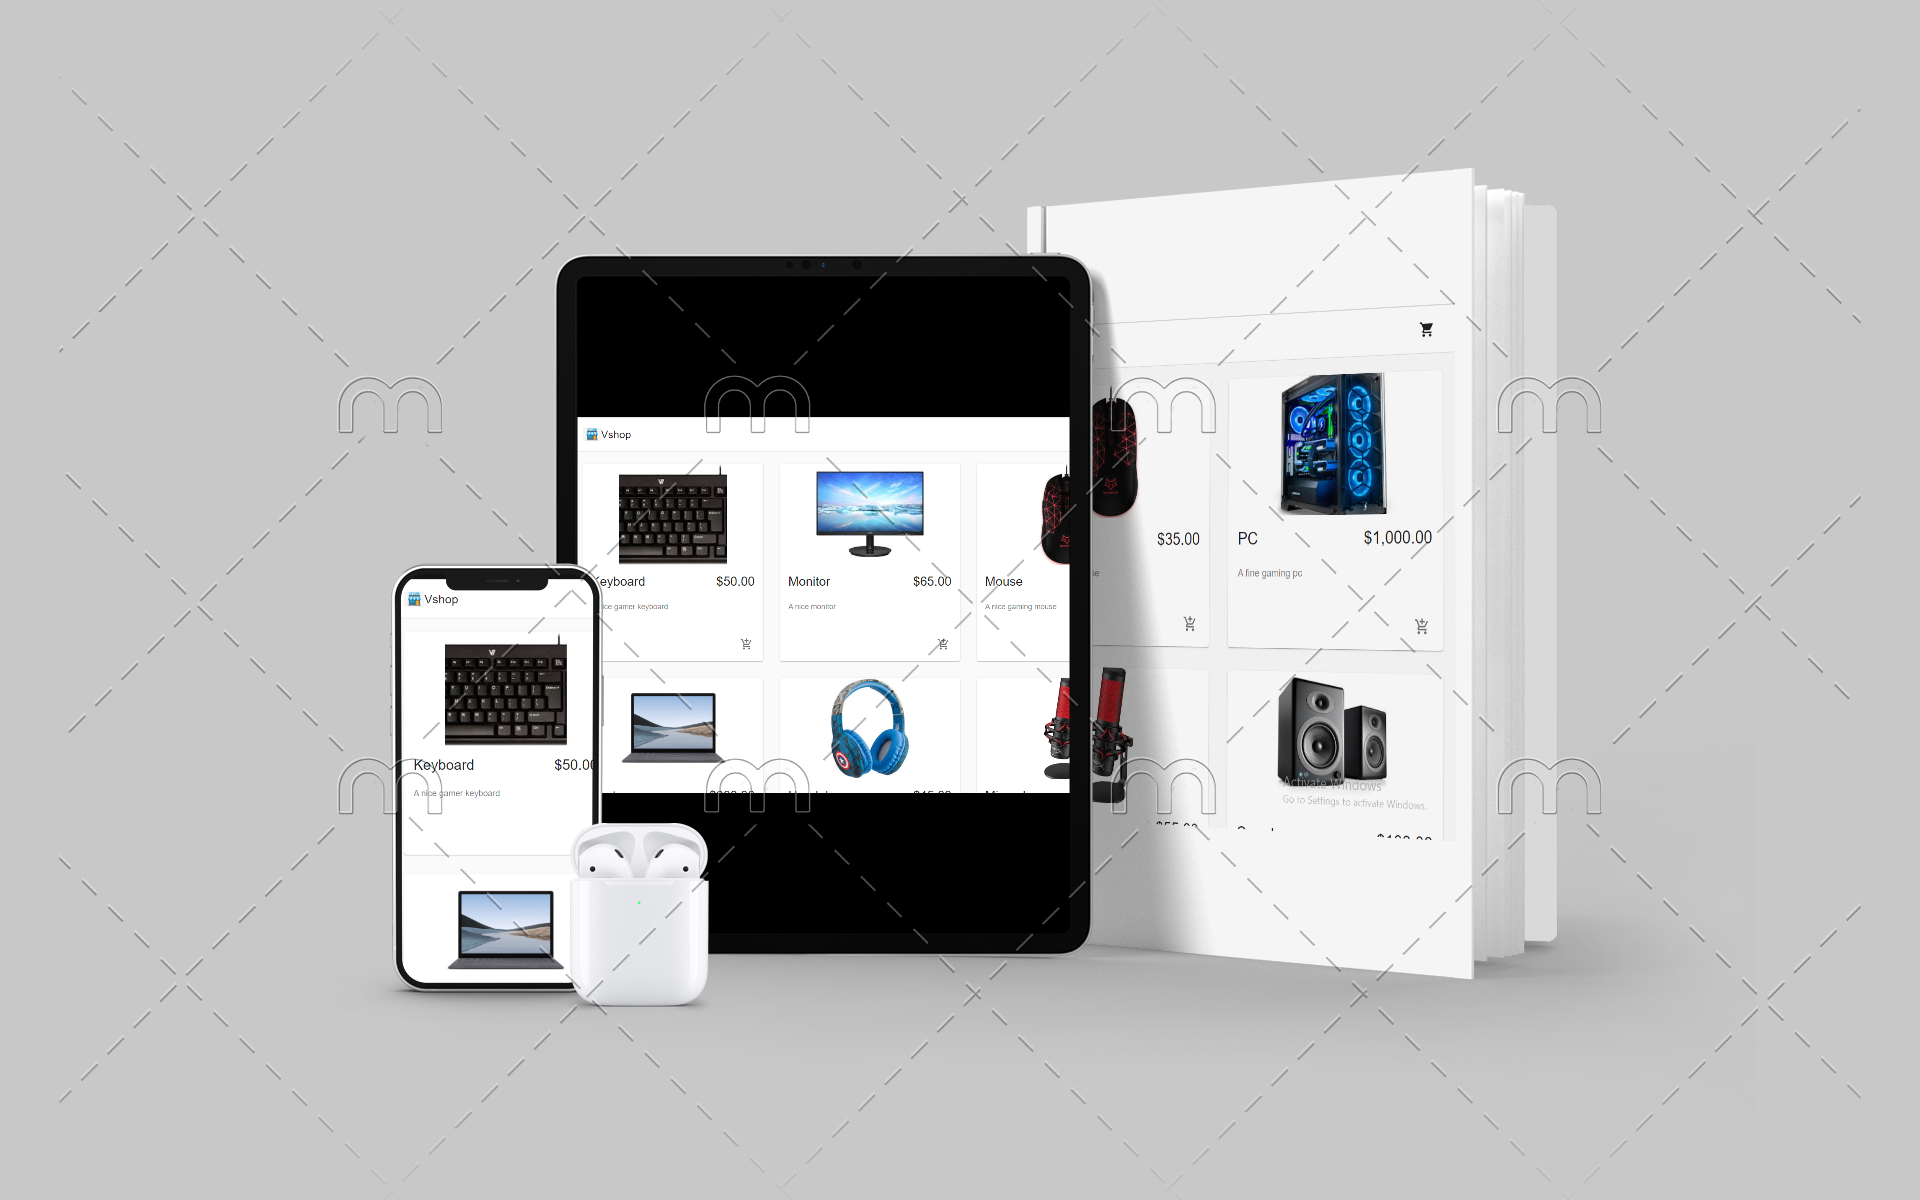 Vshop
Keyboard
$50.00
A nice gamer keyboard
Vshop
eyboard
$50.00
ice gamer keyboard
Monitor
$65.00
A nice monitor
Mouse
A nice gaming mouse
$35.00
se
PC
$1,000.00
A fine gaming pc
Activate Windows
Go to Settings to activate Windows.